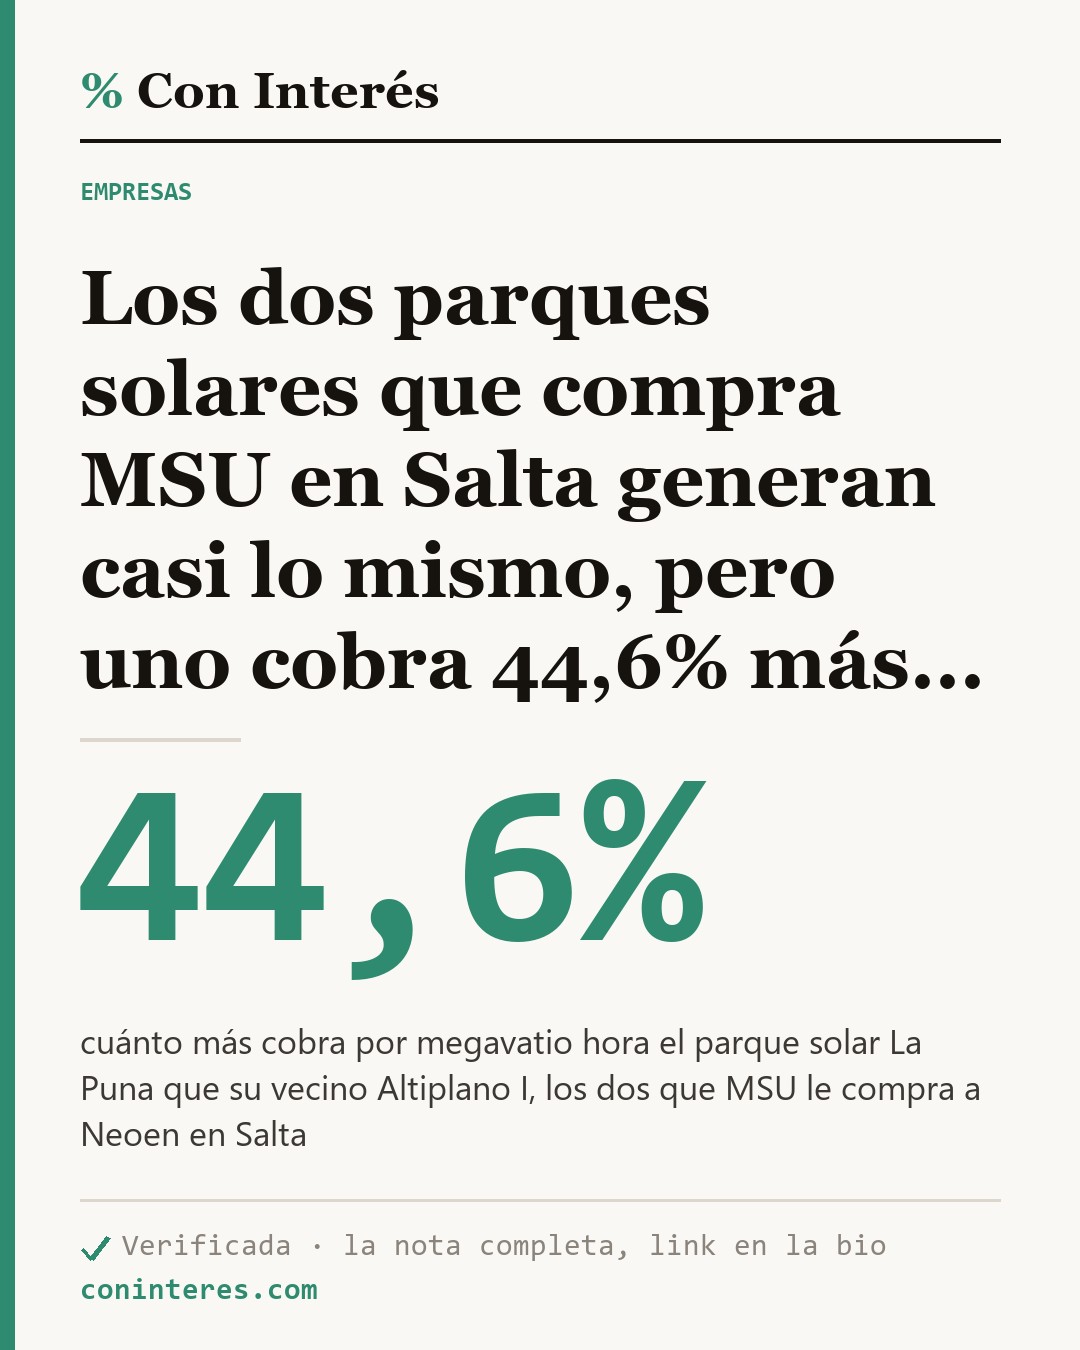 % Con Interés
EMPRESAS
Los dos parques
solares que compra
MSU en Salta generan
casi lo mismo, pero
uno cobra 44,6% más...
44,6%
cuánto más cobra por megavatio hora el parque solar La
Puna que su vecino Altiplano I, los dos que MSU le compra a
Neoen en Salta
✓ Verificada · la nota completa, link en la bio
coninteres.com